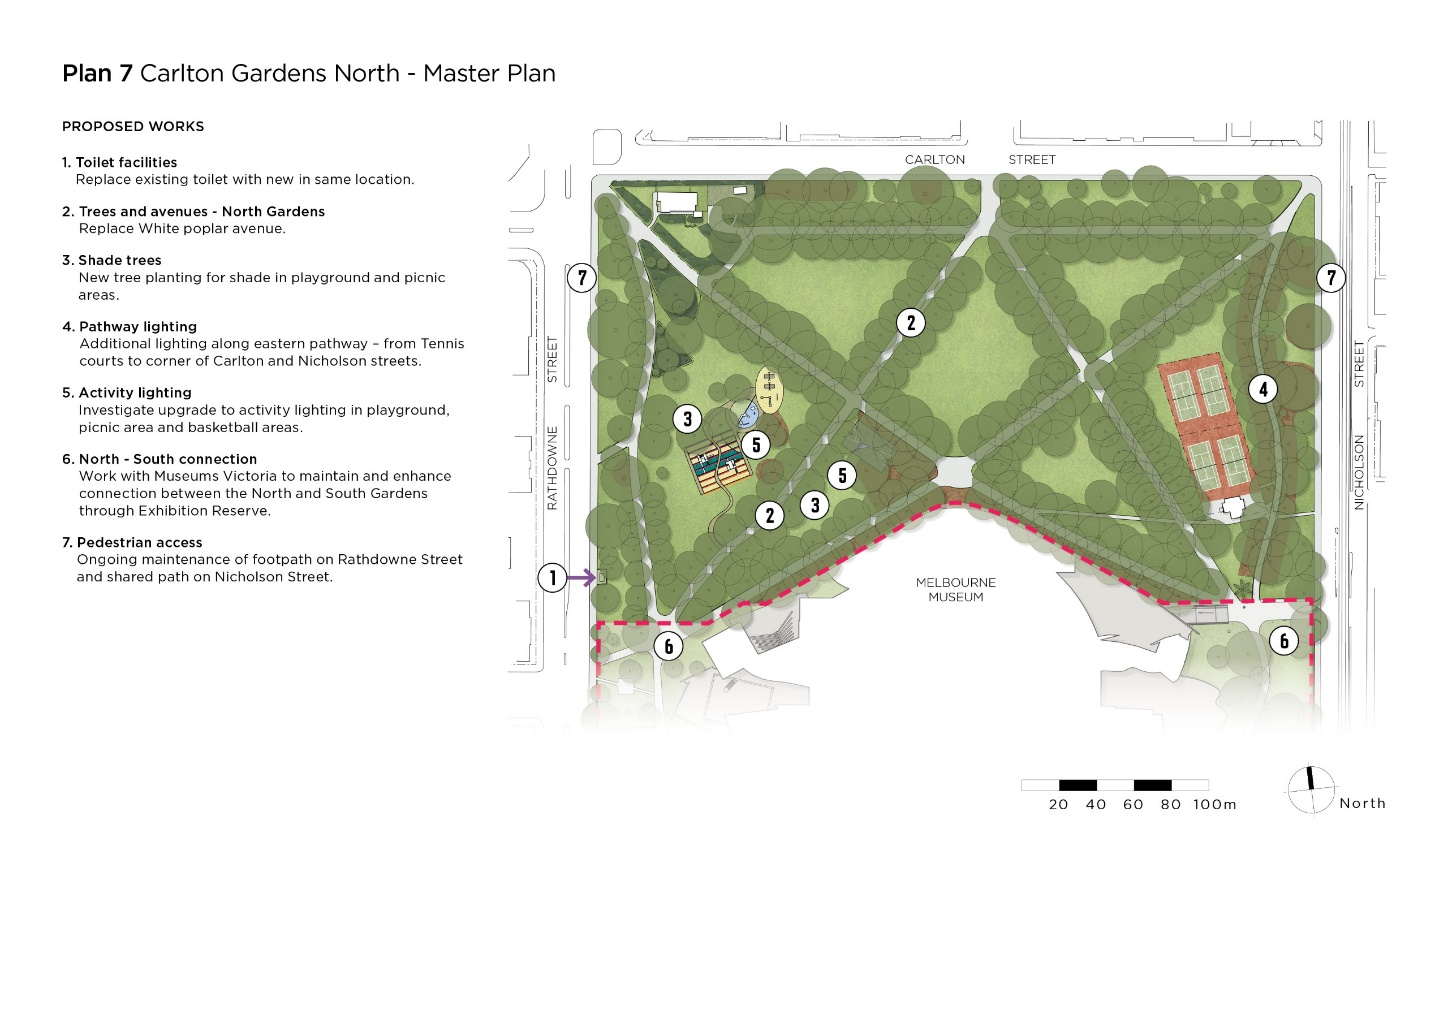 Plan 7 Carlton Gardens North - Master Plan
PROPOSED WORKS
1. Toilet facilities
Replace existing toilet with new in same location.
2. Trees and avenues - North Gardens
Replace White poplar avenue.
3. Shade trees
New tree planting for shade in playground and picnic
areas.
4. Pathway lighting
Additional lighting along eastern pathway – from Tennis
courts to corner of Carlton and Nicholson streets.
5. Activity lighting
Investigate upgrade to activity lighting in playground,
picnic area and basketball areas.
6. North - South connection
Work with Museums Victoria to maintain and enhance
connection between the North and South Gardens
through Exhibition Reserve.
7. Pedestrian access
Ongoing maintenance of footpath on Rathdowne Street
and shared path on Nicholson Street.
CARLTON STREET
7
7
2
RATHDOWNE STREET
NICHOLSON STREET
4
3
5
5
3
2
1
MELBOURNE
MUSEUM
6
6
20 40 60 80 100m
North